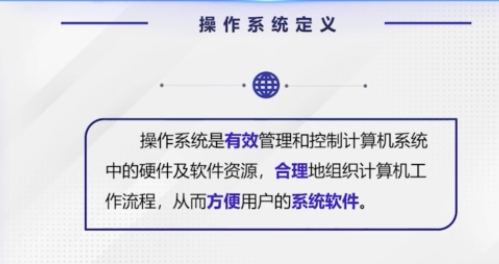 操作系统定义
操作系统是有效管理和控制计算机系统
中的硬件及软件资源，合理地组织计算机工
作流程，从而方便用户的系统软件。